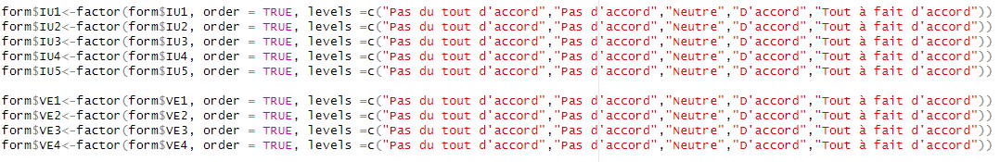 form$IU1<-factor(form$IU1, order = TRUE, levels =c("Pas du tout d'accord","Pas d'accord","Neutre","D'accord","Tout à fait d'accord"))
form$IU2<-factor(form$IU2, order = TRUE, levels =c("Pas du tout d'accord","Pas d'accord","Neutre","D'accord","Tout à fait d'accord"))
form$IU3<-factor(form$IU3, order = TRUE, levels =c("Pas du tout d'accord","Pas d'accord","Neutre","D'accord","Tout à fait d'accord"))
form$IU4<-factor(form$IU4, order = TRUE, levels =c("Pas du tout d'accord","Pas d'accord","Neutre","D'accord","Tout à fait d'accord"))
form$IU5<-factor(form$IU5, order = TRUE, levels =c("Pas du tout d'accord","Pas d'accord","Neutre","D'accord","Tout à fait d'accord"))
form$VE1<-factor(form$VE1, order = TRUE, levels =c("Pas du tout d'accord","Pas d'accord","Neutre","D'accord","Tout à fait d'accord"))
form$VE2<-factor(form$VE2, order = TRUE, levels =c("Pas du tout d'accord","Pas d'accord","Neutre","D'accord","Tout à fait d'accord"))
form$VE3<-factor(form$VE3, order = TRUE, levels =c("Pas du tout d'accord","Pas d'accord","Neutre","D'accord","Tout à fait d'accord"))
form$VE4<-factor(form$VE4, order = TRUE, levels =c("Pas du tout d'accord","Pas d'accord","Neutre","D'accord","Tout à fait d'accord"))